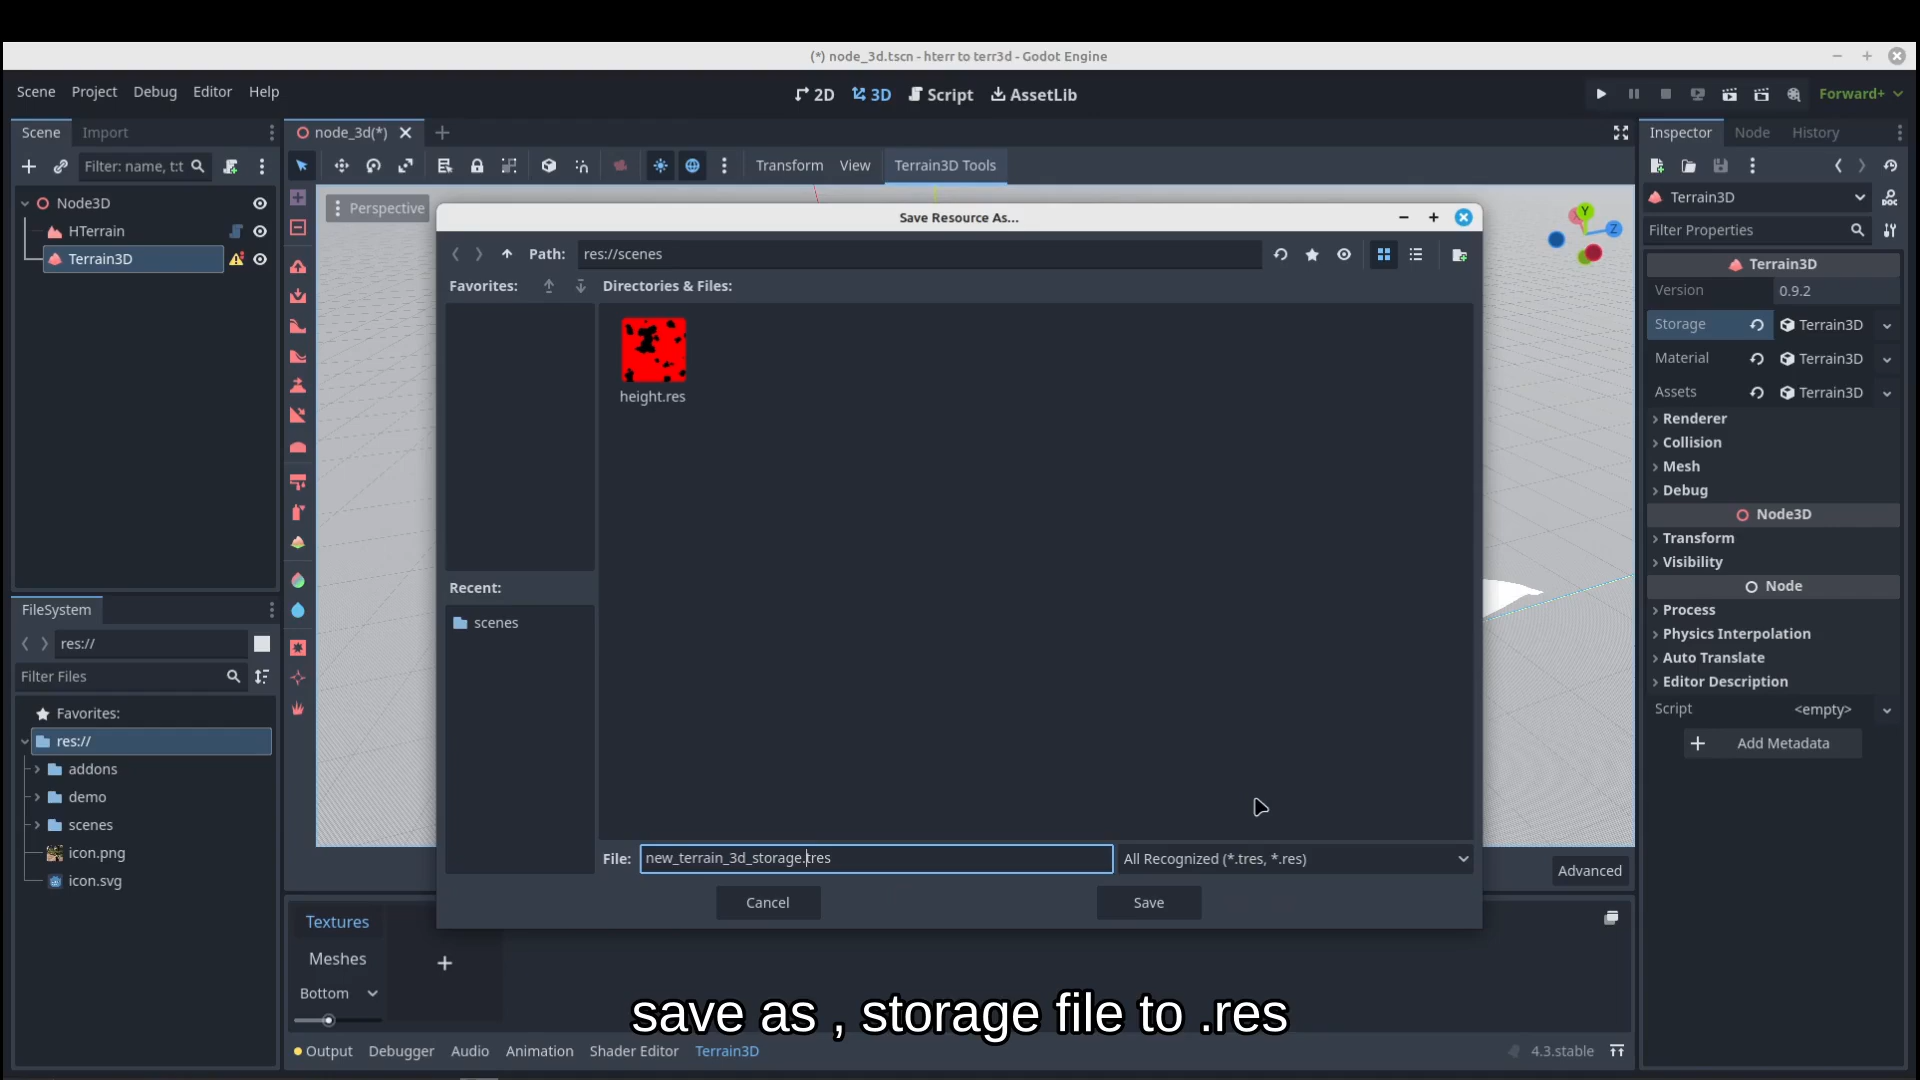 (*) node_3d.tscn - hterr to terr3d - Godot Engine
Scene Project Debug Editor Help
2D 3D Script AssetLib
Forward+
Scene Import
node_3d(*)
Inspector Node History
Filter: name, t:t
Transform View Terrain3D Tools
Node3D
HTerrain
Terrain3D
Perspective
Save Resource As...
Path: res://scenes
Favorites:
Directories & Files:
height.res
Recent:
scenes
File: new_terrain_3d_storage.tres
All Recognized (*.tres, *.res)
Cancel
Save
Y
Z
Terrain3D
Filter Properties
Terrain3D
Version 0.9.2
Storage Terrain3D
Material Terrain3D
Assets Terrain3D
Renderer
Collision
Mesh
Debug
Node3D
Transform
Visibility
Node
Process
Physics Interpolation
Auto Translate
Editor Description
Script <empty>
Add Metadata
FileSystem
res://
Filter Files
Favorites:
res://
addons
demo
scenes
icon.png
icon.svg
Advanced
Textures
Meshes
Bottom
save as , storage file to .res
Output Debugger Audio Animation Shader Editor Terrain3D
4.3.stable